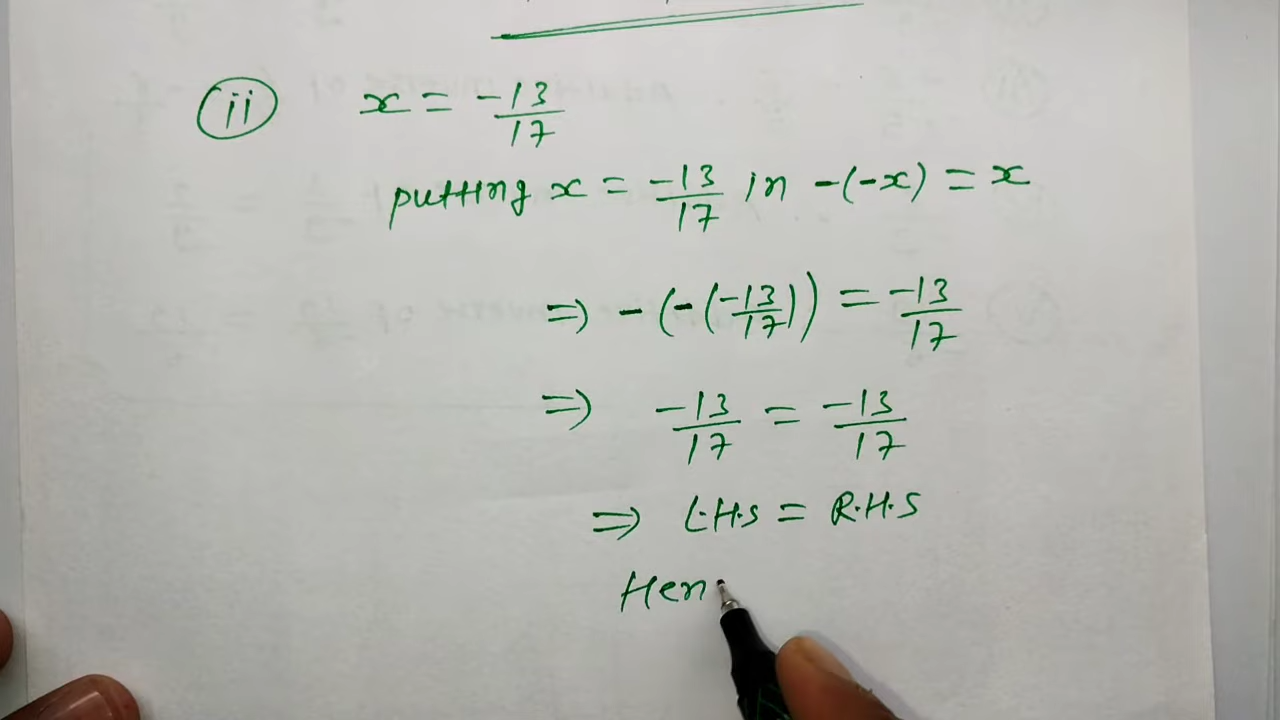 (ii) x = -13/17
putting x = -13/17 in -(-x) = x
⇒ -(-(-13/17)) = -13/17
⇒ -13/17 = -13/17
⇒ L.H.S = R.H.S
Hen